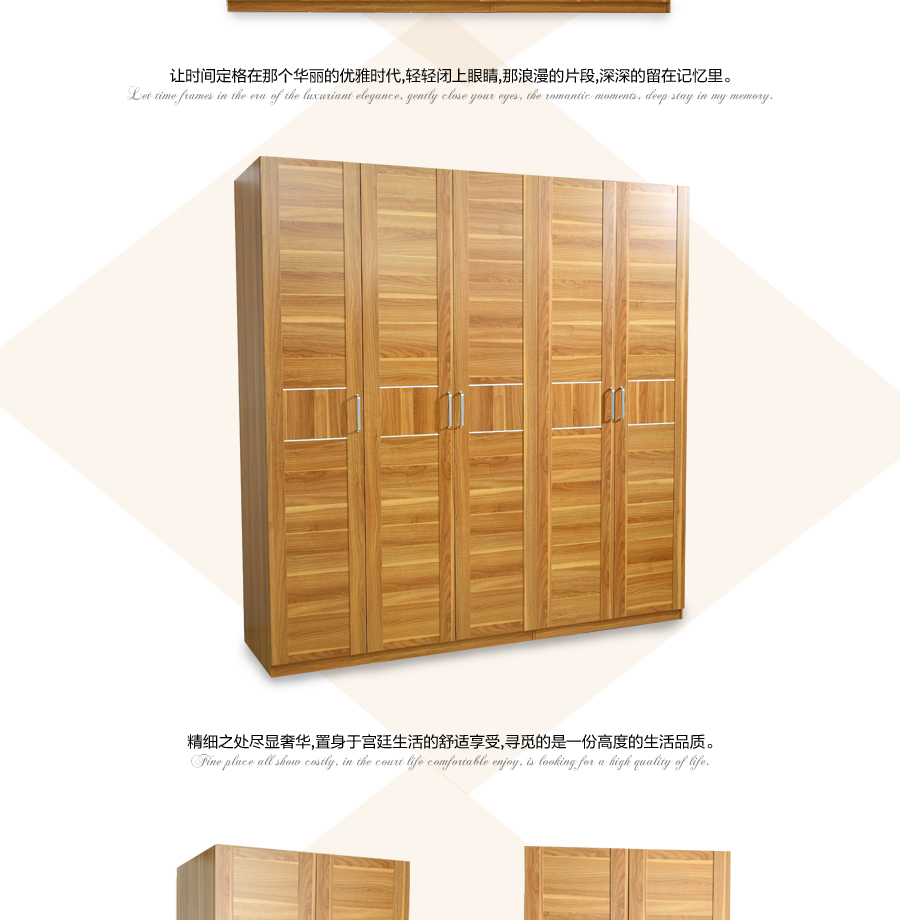 让时间定格在那个华丽的优雅时代,轻轻闭上眼睛,那浪漫的片段,深深的留在记忆里。
Let time frames in the era of the luxuriant elegance, gently close your eyes, the romantic moments, deep stay in my memory.
精细之处尽显奢华,置身于宫廷生活的舒适享受,寻觅的是一份高度的生活品质。
Fine place all show costly, in the court life comfortable enjoy, is looking for a high quality of life.